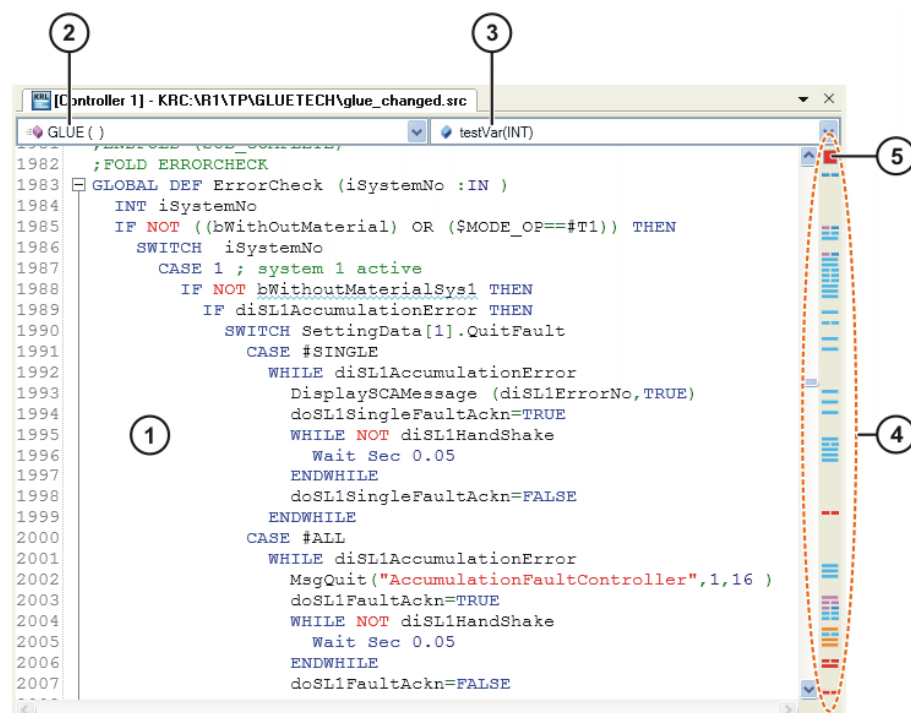 2
3
[Controller 1] - KRC:\R1\TP\GLUETECH\glue_changed.src
GLUE ( )
testVar(INT)
5
1982 ;FOLD ERRORCHECK
1983 GLOBAL DEF ErrorCheck (iSystemNo :IN )
1984 INT iSystemNo
1985 IF NOT ((bWithOutMaterial) OR ($MODE_OP==#T1)) THEN
1986 SWITCH iSystemNo
1987 CASE 1 ; system 1 active
1988 IF NOT bWithoutMaterialSys1 THEN
1989 IF diSL1AccumulationError THEN
1990 SWITCH SettingData[1].QuitFault
1991 CASE #SINGLE
1992 WHILE diSL1AccumulationError
1993 DisplaySCAMessage (diSL1ErrorNo,TRUE)
1994 doSL1SingleFaultAckn=TRUE
1995 WHILE NOT diSL1HandShake
1 4
1996 Wait Sec 0.05
1997 ENDWHILE
1998 doSL1SingleFaultAckn=FALSE
1999 ENDWHILE
2000 CASE #ALL
2001 WHILE diSL1AccumulationError
2002 MsgQuit("AccumulationFaultController",1,16 )
2003 doSL1FaultAckn=TRUE
2004 WHILE NOT diSL1HandShake
2005 Wait Sec 0.05
2006 ENDWHILE
2007 doSL1FaultAckn=FALSE